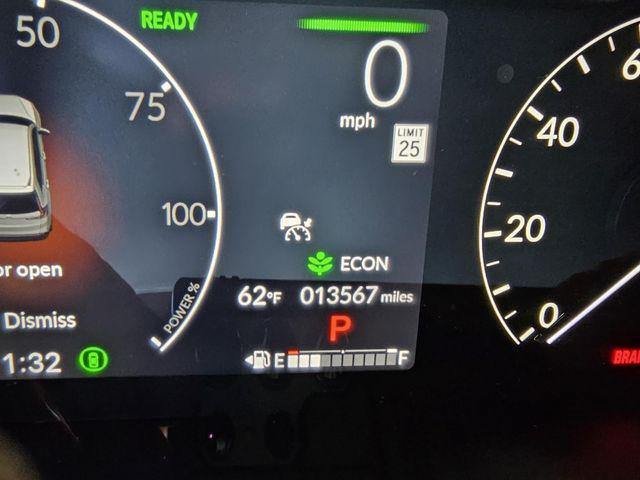 50
READY
0
mph
75
LIMIT
25
100
60
40
20
0
ECON
or open
POWER %
62°F 013567 miles
Dismiss
P
1:32
E F